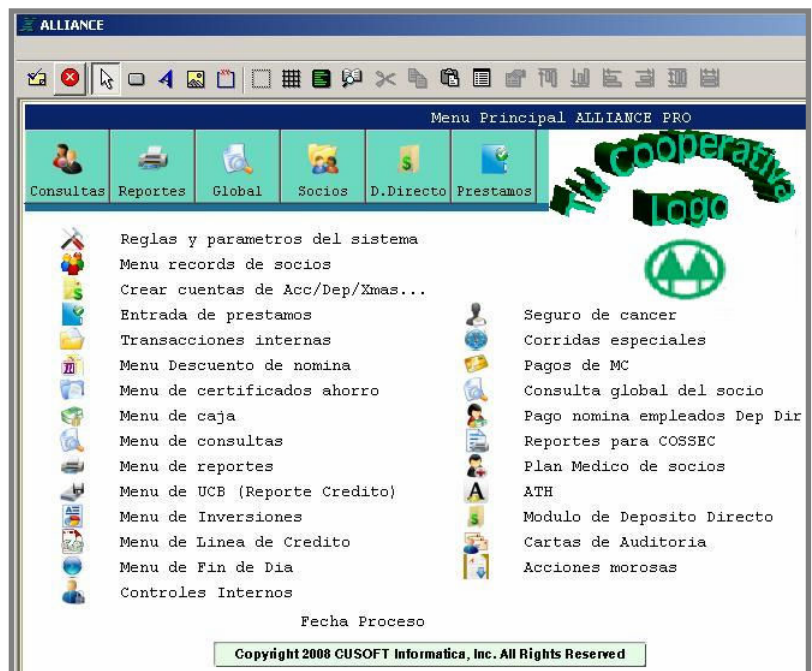 ALLIANCE
Menu Principal ALLIANCE PRO
Consultas
Reportes
Global
Socios
D.Directo
Prestamos
Tu Cooperativa
Logo
Reglas y parametros del sistema
Menu records de socios
Crear cuentas de Acc/Dep/Xmas...
Entrada de prestamos
Transacciones internas
Menu Descuento de nomina
Menu de certificados ahorro
Menu de caja
Menu de consultas
Menu de reportes
Menu de UCB (Reporte Credito)
Menu de Inversiones
Menu de Linea de Credito
Menu de Fin de Dia
Controles Internos
Seguro de cancer
Corridas especiales
Pagos de MC
Consulta global del socio
Pago nomina empleados Dep Dir
Reportes para COSSEC
Plan Medico de socios
ATH
Modulo de Deposito Directo
Cartas de Auditoria
Acciones morosas
Fecha Proceso
Copyright 2008 CUSOFT Informatica, Inc. All Rights Reserved